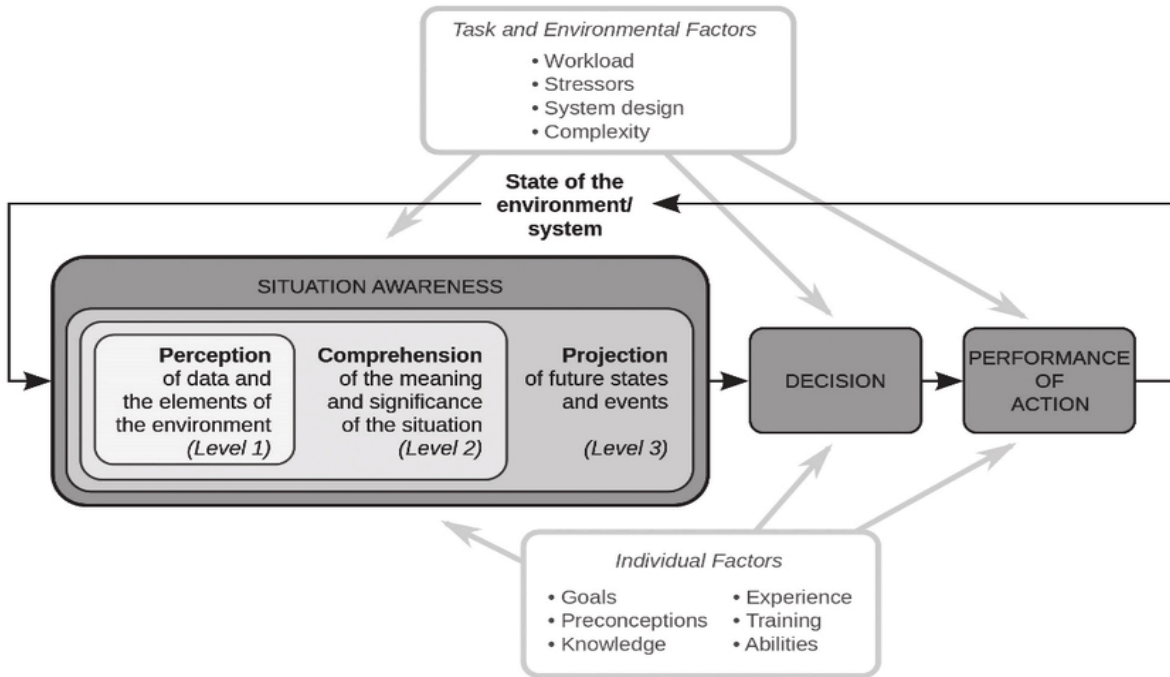 Task and Environmental Factors
• Workload
• Stressors
• System design
• Complexity
State of the
environment/
system
SITUATION AWARENESS
Perception
of data and
the elements of
the environment
(Level 1)
Comprehension
of the meaning
and significance
of the situation
(Level 2)
Projection
of future states
and events
(Level 3)
DECISION
PERFORMANCE
OF
ACTION
Individual Factors
• Goals
• Preconceptions
• Knowledge
• Experience
• Training
• Abilities